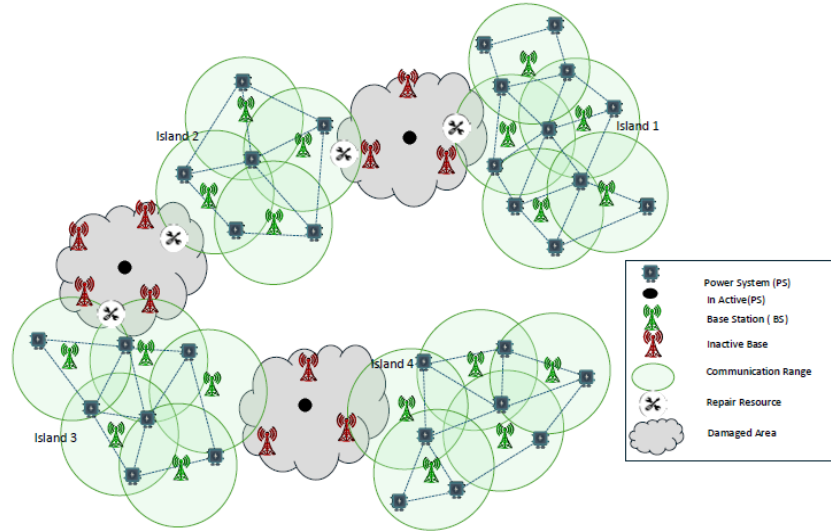 Island 2
Island 1
Island 4
Island 3
Power System (PS)
In Active(PS)
Base Station ( BS)
Inactive Base
Communication Range
Repair Resource
Damaged Area